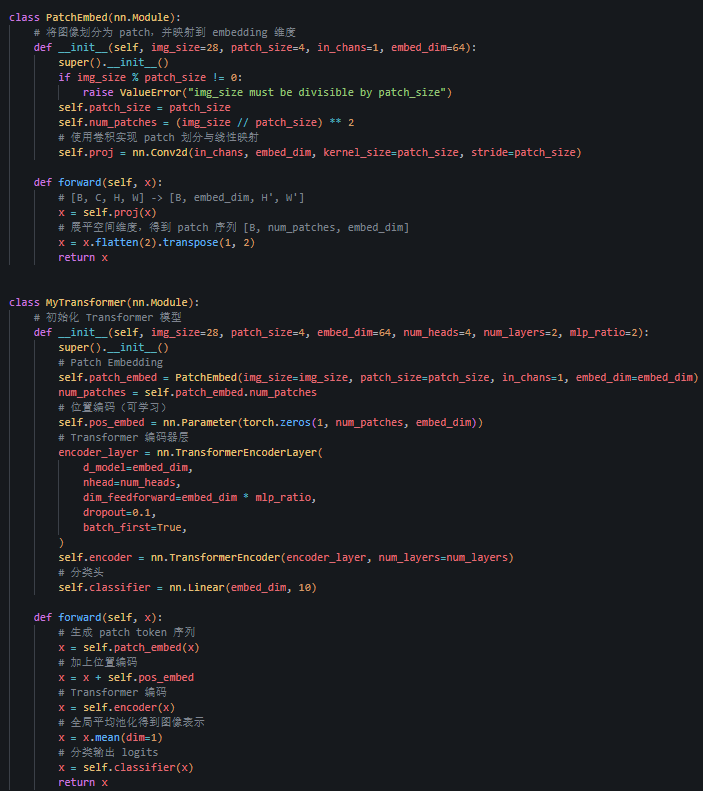 class PatchEmbed(nn.Module):
    # 将图像划分为 patch，并映射到 embedding 维度
    def __init__(self, img_size=28, patch_size=4, in_chans=1, embed_dim=64):
        super().__init__()
        if img_size % patch_size != 0:
            raise ValueError("img_size must be divisible by patch_size")
        self.patch_size = patch_size
        self.num_patches = (img_size // patch_size) ** 2
        # 使用卷积实现 patch 划分与线性映射
        self.proj = nn.Conv2d(in_chans, embed_dim, kernel_size=patch_size, stride=patch_size)

    def forward(self, x):
        # [B, C, H, W] -> [B, embed_dim, H', W']
        x = self.proj(x)
        # 展平空间维度，得到 patch 序列 [B, num_patches, embed_dim]
        x = x.flatten(2).transpose(1, 2)
        return x


class MyTransformer(nn.Module):
    # 初始化 Transformer 模型
    def __init__(self, img_size=28, patch_size=4, embed_dim=64, num_heads=4, num_layers=2, mlp_ratio=2):
        super().__init__()
        # Patch Embedding
        self.patch_embed = PatchEmbed(img_size=img_size, patch_size=patch_size, in_chans=1, embed_dim=embed_dim)
        num_patches = self.patch_embed.num_patches
        # 位置编码（可学习）
        self.pos_embed = nn.Parameter(torch.zeros(1, num_patches, embed_dim))
        # Transformer 编码器层
        encoder_layer = nn.TransformerEncoderLayer(
            d_model=embed_dim,
            nhead=num_heads,
            dim_feedforward=embed_dim * mlp_ratio,
            dropout=0.1,
            batch_first=True,
        )
        self.encoder = nn.TransformerEncoder(encoder_layer, num_layers=num_layers)
        # 分类头
        self.classifier = nn.Linear(embed_dim, 10)

    def forward(self, x):
        # 生成 patch token 序列
        x = self.patch_embed(x)
        # 加上位置编码
        x = x + self.pos_embed
        # Transformer 编码
        x = self.encoder(x)
        # 全局平均池化得到图像表示
        x = x.mean(dim=1)
        # 分类输出 logits
        x = self.classifier(x)
        return x